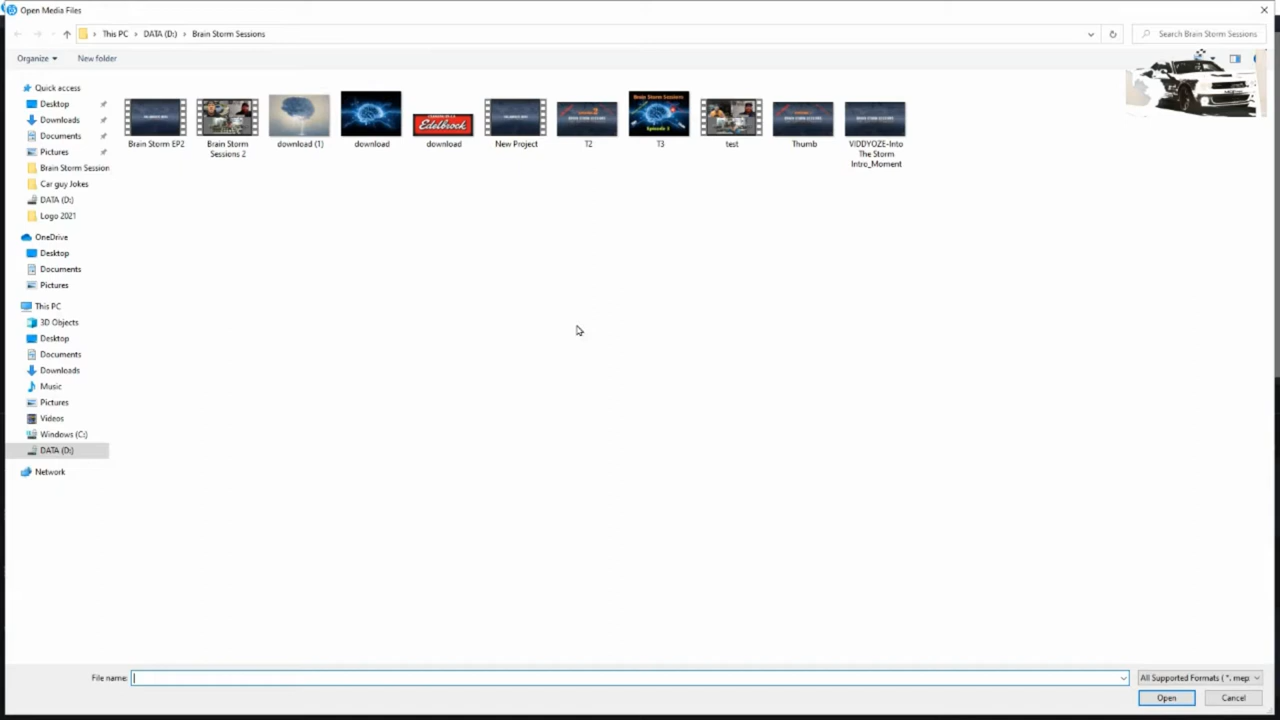 Open Media Files
This PC > DATA (D:) > Brain Storm Sessions
Search Brain Storm Sessions
Organize
New folder
Quick access
Desktop
Downloads
Documents
Pictures
Brain Storm Session
Car guy Jokes
DATA (D:)
Logo 2021
OneDrive
Desktop
Documents
Pictures
This PC
3D Objects
Desktop
Documents
Downloads
Music
Pictures
Videos
Windows (C:)
DATA (D:)
Network
Brain Storm EP2
Brain Storm
Sessions 2
download (1)
download
Edelbrock
download
New Project
T2
Brain Storm Sessions
Episode 3
T3
test
Thumb
VIDDYOZE-Into
The Storm
Intro_Moment
File name:
All Supported Formats ( *. mep
Open
Cancel